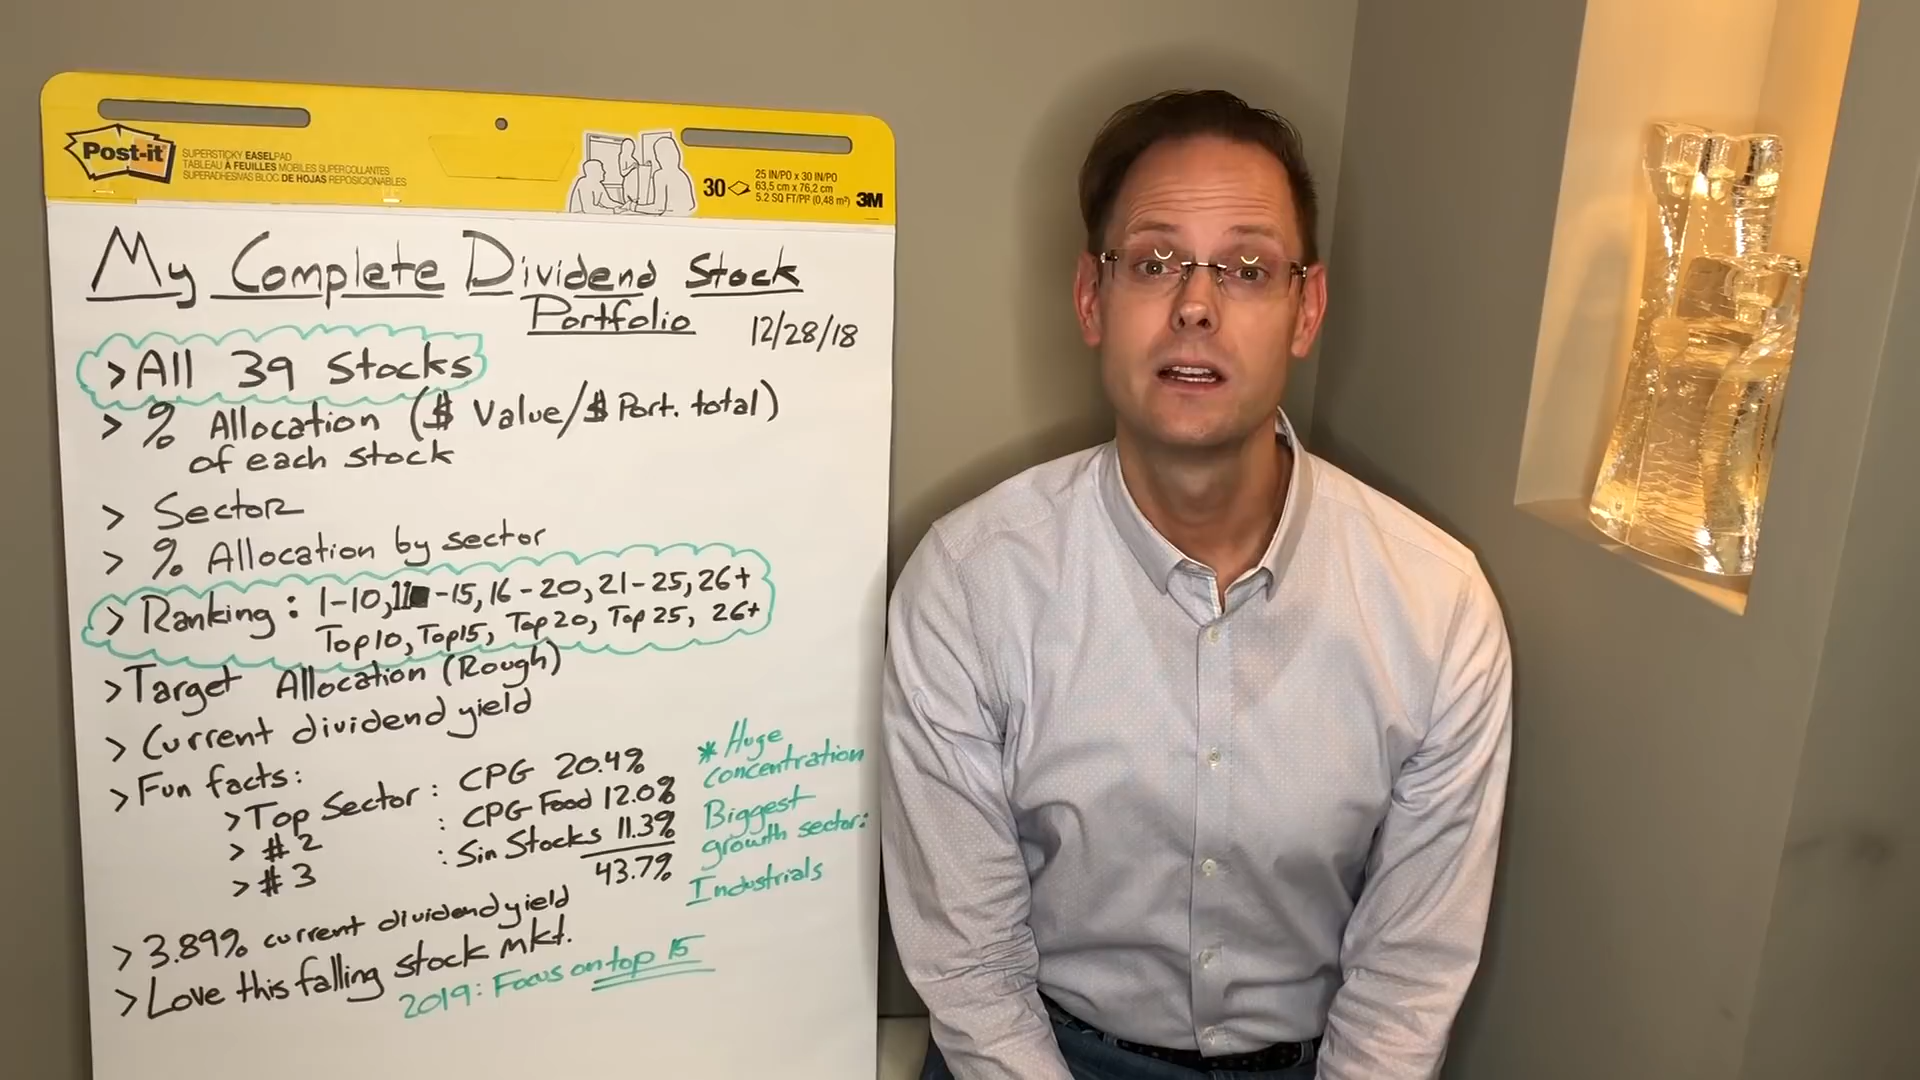 Post-it
SUPERSTICKY EASELPAD
TABLEAU À FEUILLES MOBILES SUPERCOLLANTES
SUPERADHESIVAS BLOC DE HOJAS REPOSICIONABLES
30
25 IN/PO x 30 IN/PO
63,5 cm x 76,2 cm
5.2 SQ FT/PI² (0,48 m²)
3M
My Complete Dividend Stock
Portfolio
12/28/18
> All 39 Stocks
> % Allocation ($ Value/$ Port. total)
of each stock
> Sector
> % Allocation by sector
> Ranking: 1-10, 11-15, 16-20, 21-25, 26+
Top 10, Top 15, Top 20, Top 25, 26+
> Target Allocation (Rough)
> Current dividend yield
> Fun facts:
> Top Sector: CPG 20.4%
> #2 : CPG Food 12.0%
> #3 : Sin Stocks 11.3%
43.7%
* Huge
concentration
Biggest
growth sector:
Industrials
> 3.89% current dividend yield
> Love this falling stock mkt.
2019: Focus on top 15